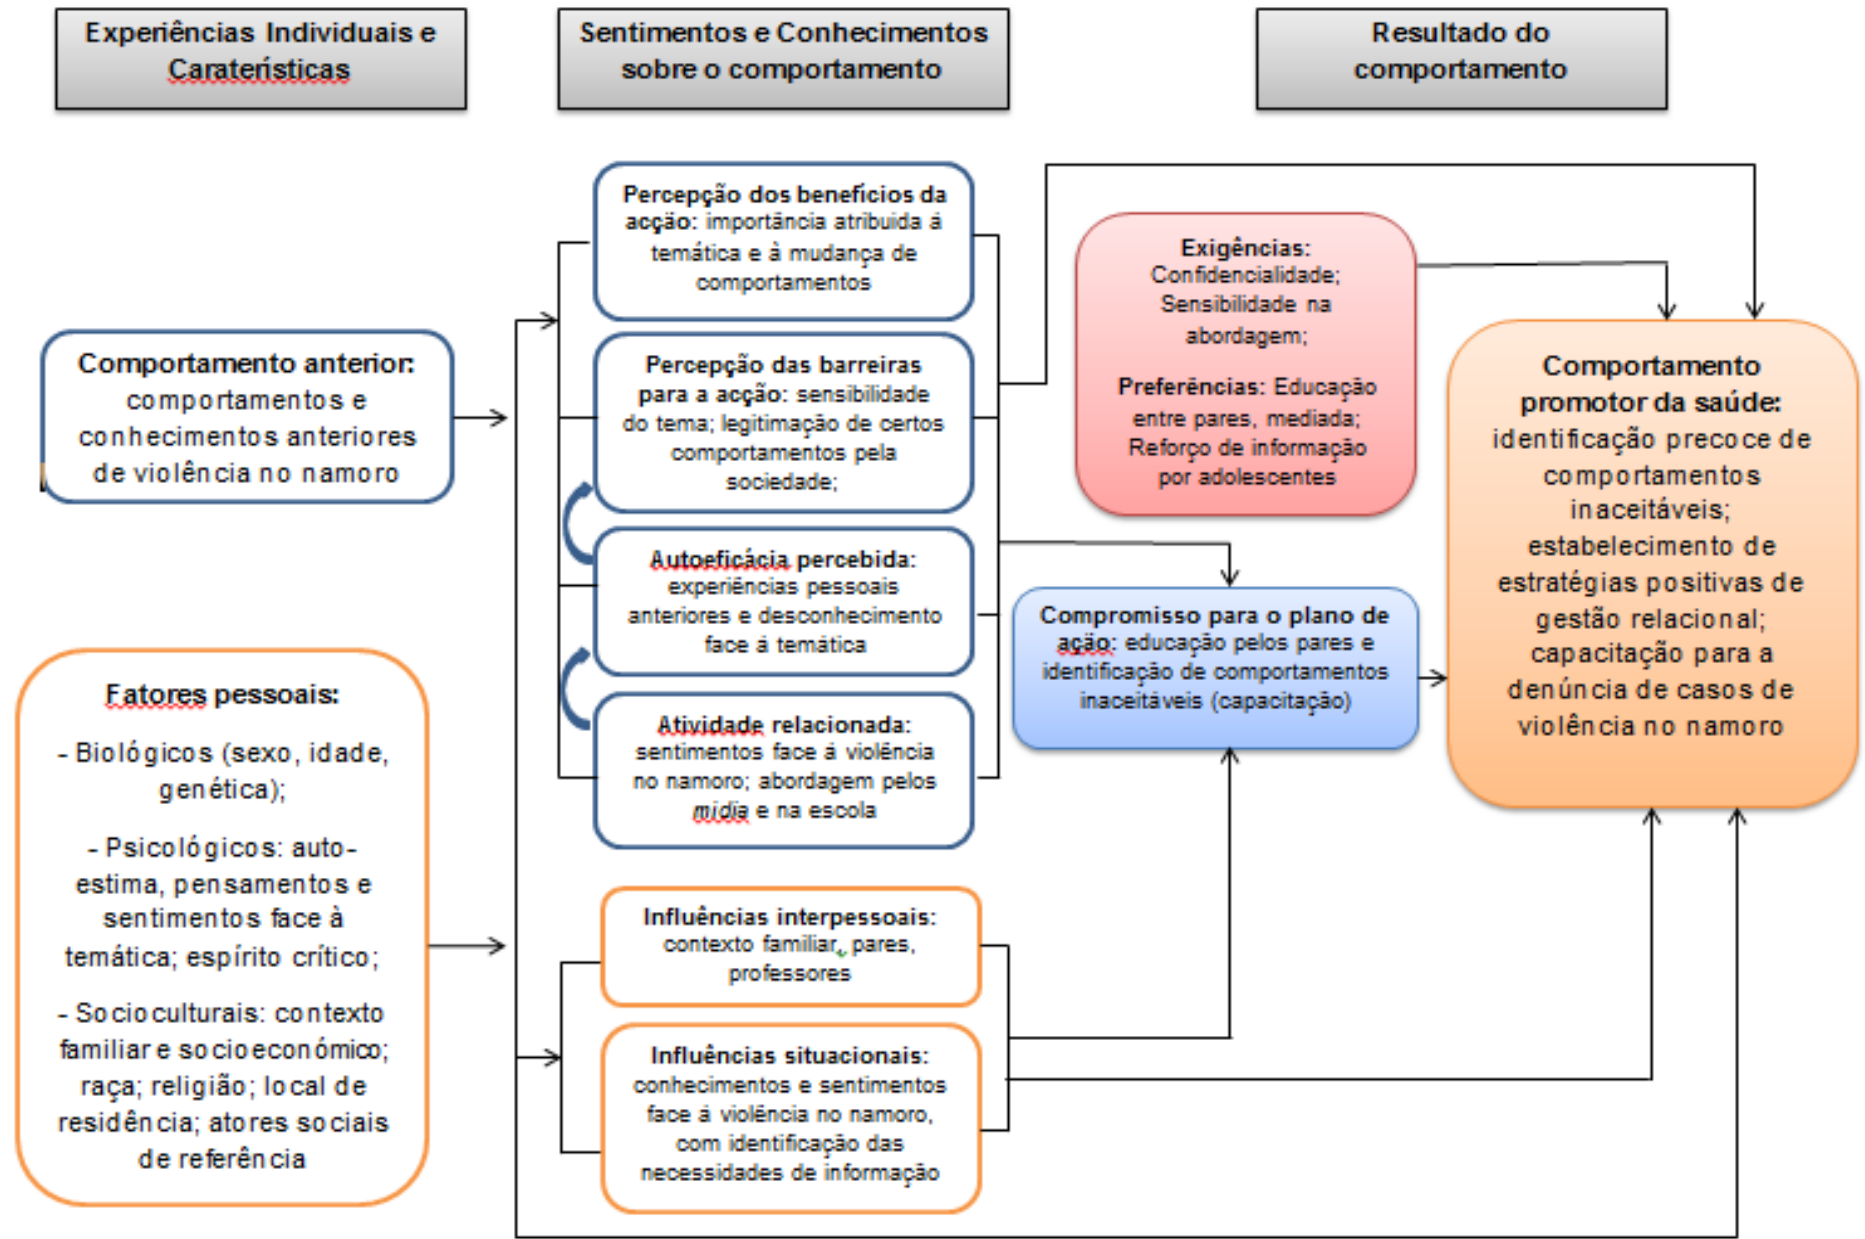 Experiências Individuais e
Caraterísticas
Sentimentos e Conhecimentos
sobre o comportamento
Resultado do
comportamento
Comportamento anterior:
comportamentos e
conhecimentos anteriores
de violência no namoro
Fatores pessoais:
- Biológicos (sexo, idade,
genética);
- Psicológicos: auto-
estima, pensamentos e
sentimentos face à
temática; espírito crítico;
- Socioculturais: contexto
familiar e socioeconómico;
raça; religião; local de
residência; atores sociais
de referência
Percepção dos benefícios da
acção: importância atribuida á
temática e à mudança de
comportamentos
Percepção das barreiras
para a acção: sensibilidade
do tema; legitimação de certos
comportamentos pela
sociedade;
Autoeficácia percebida:
experiências pessoais
anteriores e desconhecimento
face á temática
Atividade relacionada:
sentimentos face á violência
no namoro; abordagem pelos
midia e na escola
Influências interpessoais:
contexto familiar, pares,
professores
Influências situacionais:
conhecimentos e sentimentos
face á violência no namoro,
com identificação das
necessidades de informação
Exigências:
Confidencialidade;
Sensibilidade na
abordagem;
Preferências: Educação
entre pares, mediada;
Reforço de informação
por adolescentes
Compromisso para o plano de
ação: educação pelos pares e
identificação de comportamentos
inaceitáveis (capacitação)
Comportamento
promotor da saúde:
identificação precoce de
comportamentos
inaceitáveis;
estabelecimento de
estratégias positivas de
gestão relacional;
capacitação para a
denúncia de casos de
violência no namoro